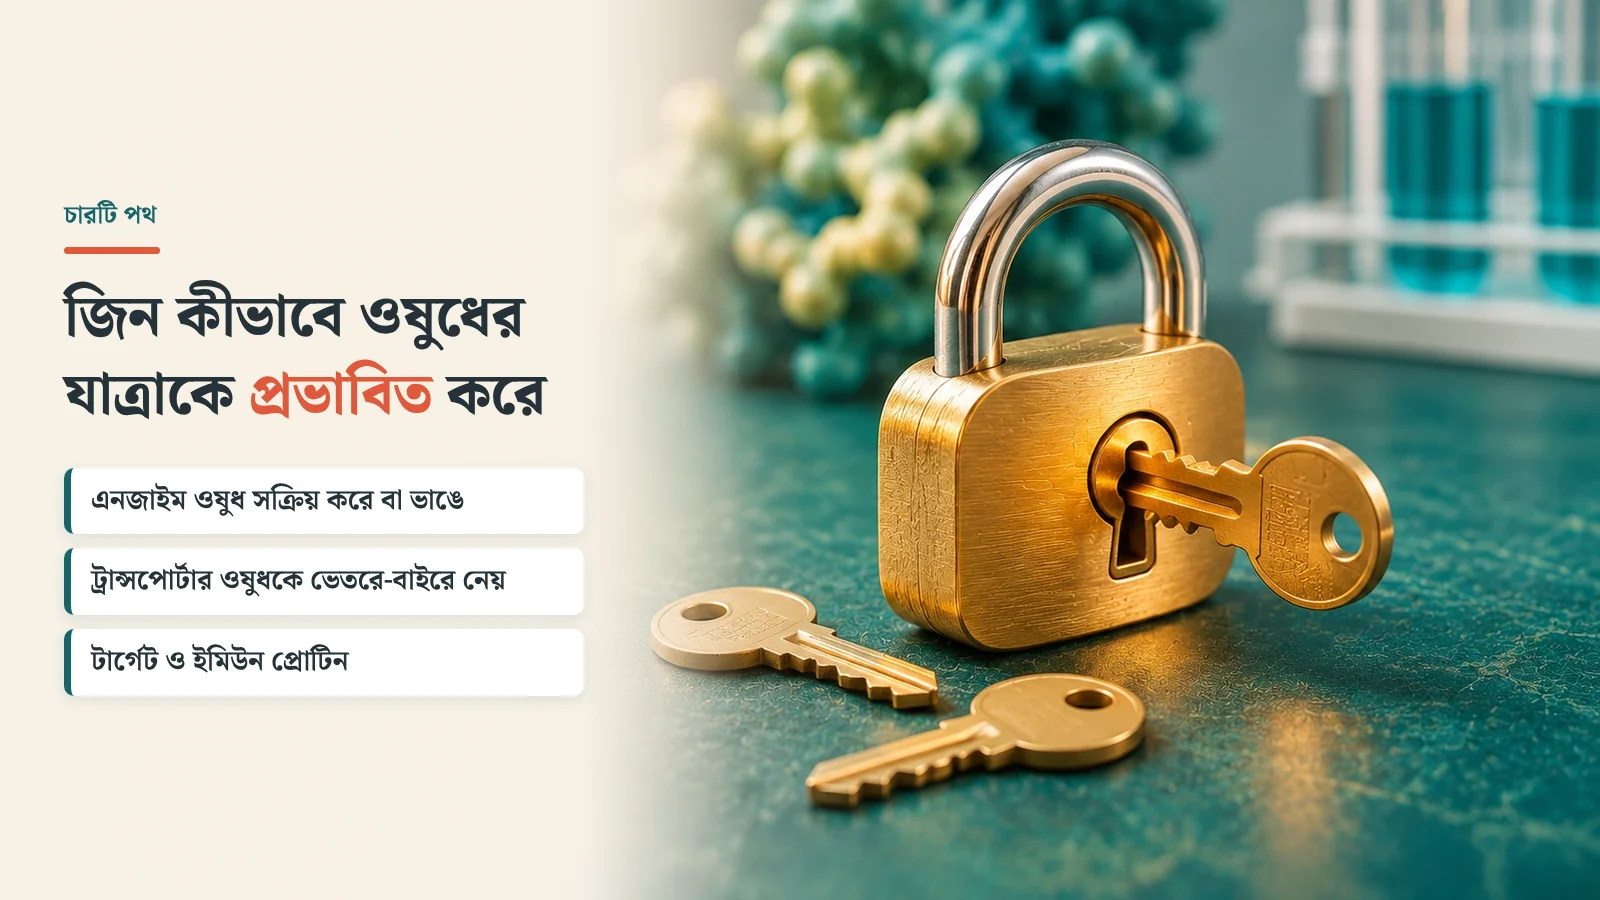 চারটি পথ
জিন কীভাবে ওষুধের
যাত্রাকে প্রভাবিত করে
এনজাইম ওষুধ সক্রিয় করে বা ভাঙে
ট্রান্সপোর্টার ওষুধকে ভেতরে-বাইরে নেয়
টার্গেট ও ইমিউন প্রোটিন